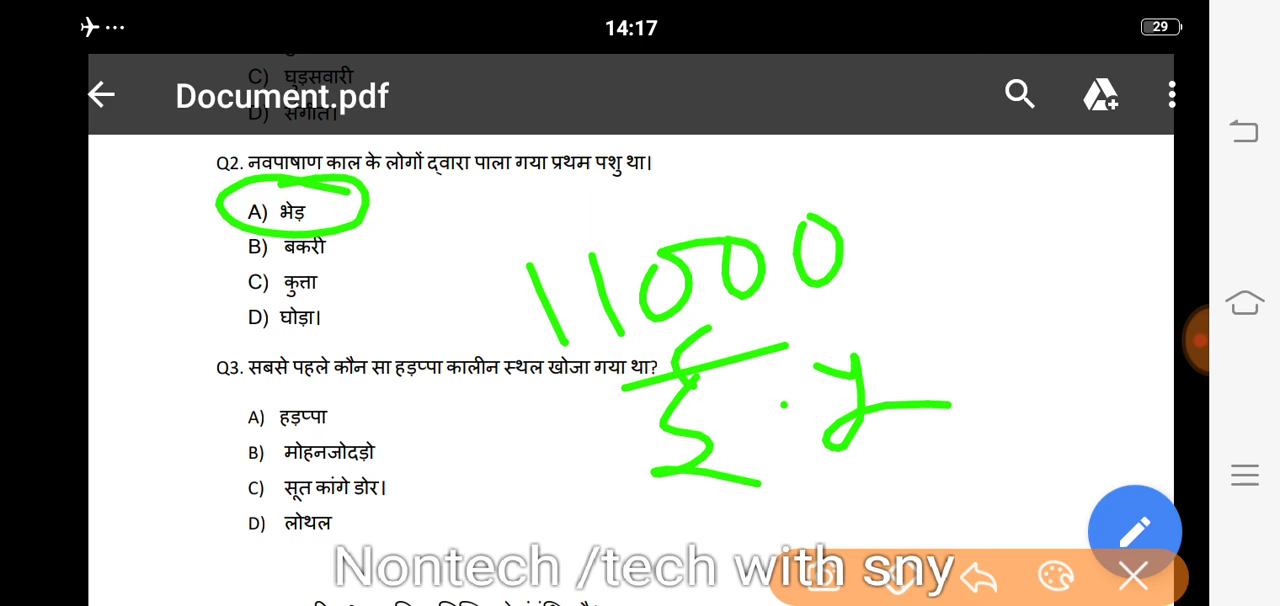 14:17
29
C) घुड़सवारी
Document.pdf
D) संगीत।
Q2. नवपाषाण काल के लोगों द्वारा पाला गया प्रथम पशु था।
A) भेड़
B) बकरी
C) कुत्ता
D) घोड़ा।
11000
Q3. सबसे पहले कौन सा हड़प्पा कालीन स्थल खोजा गया था?
A) हड़प्पा
B) मोहनजोदड़ो
C) सूत कांगे डोर।
D) लोथल
Nontech /tech with sny